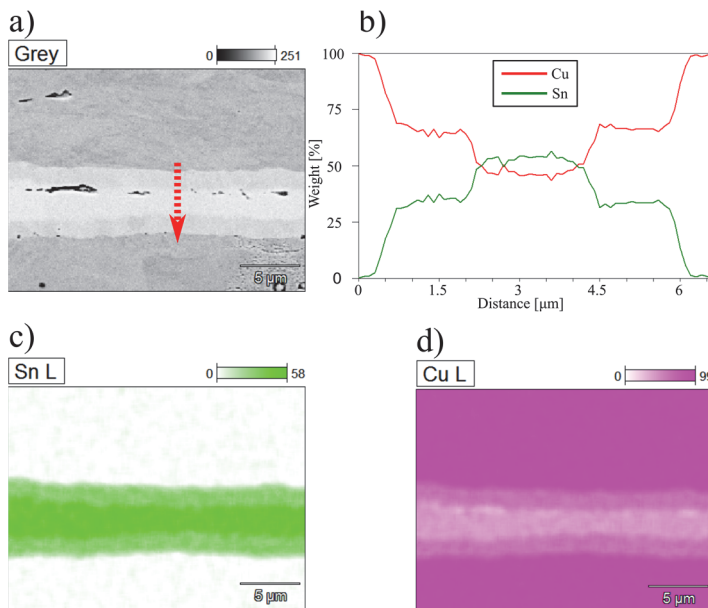 a)
Grey
0 251
5 µm
b)
100
75
50
25
0
Weight [%]
Cu
Sn
1.5 3 4.5 6
Distance [µm]
c)
Sn L
0 58
5 µm
d)
Cu L
0 99
5 µm